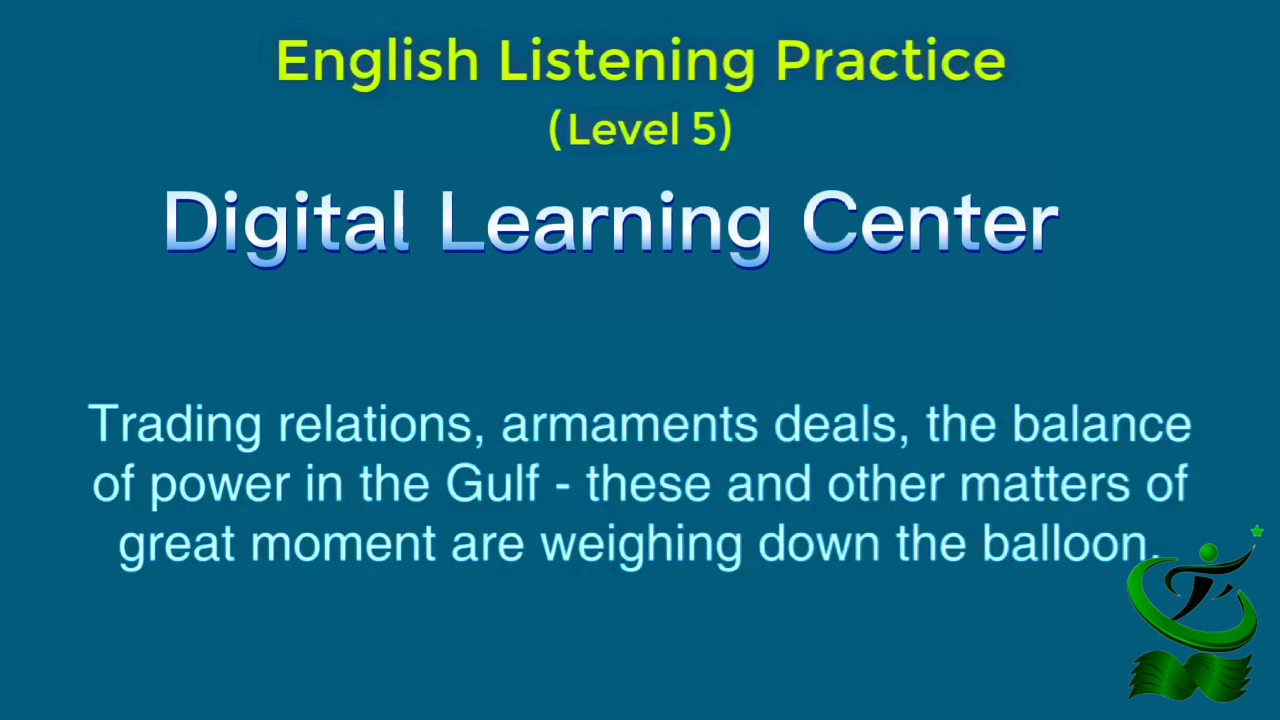 English Listening Practice
(Level 5)
Digital Learning Center
Trading relations, armaments deals, the balance
of power in the Gulf - these and other matters of
great moment are weighing down the balloon.